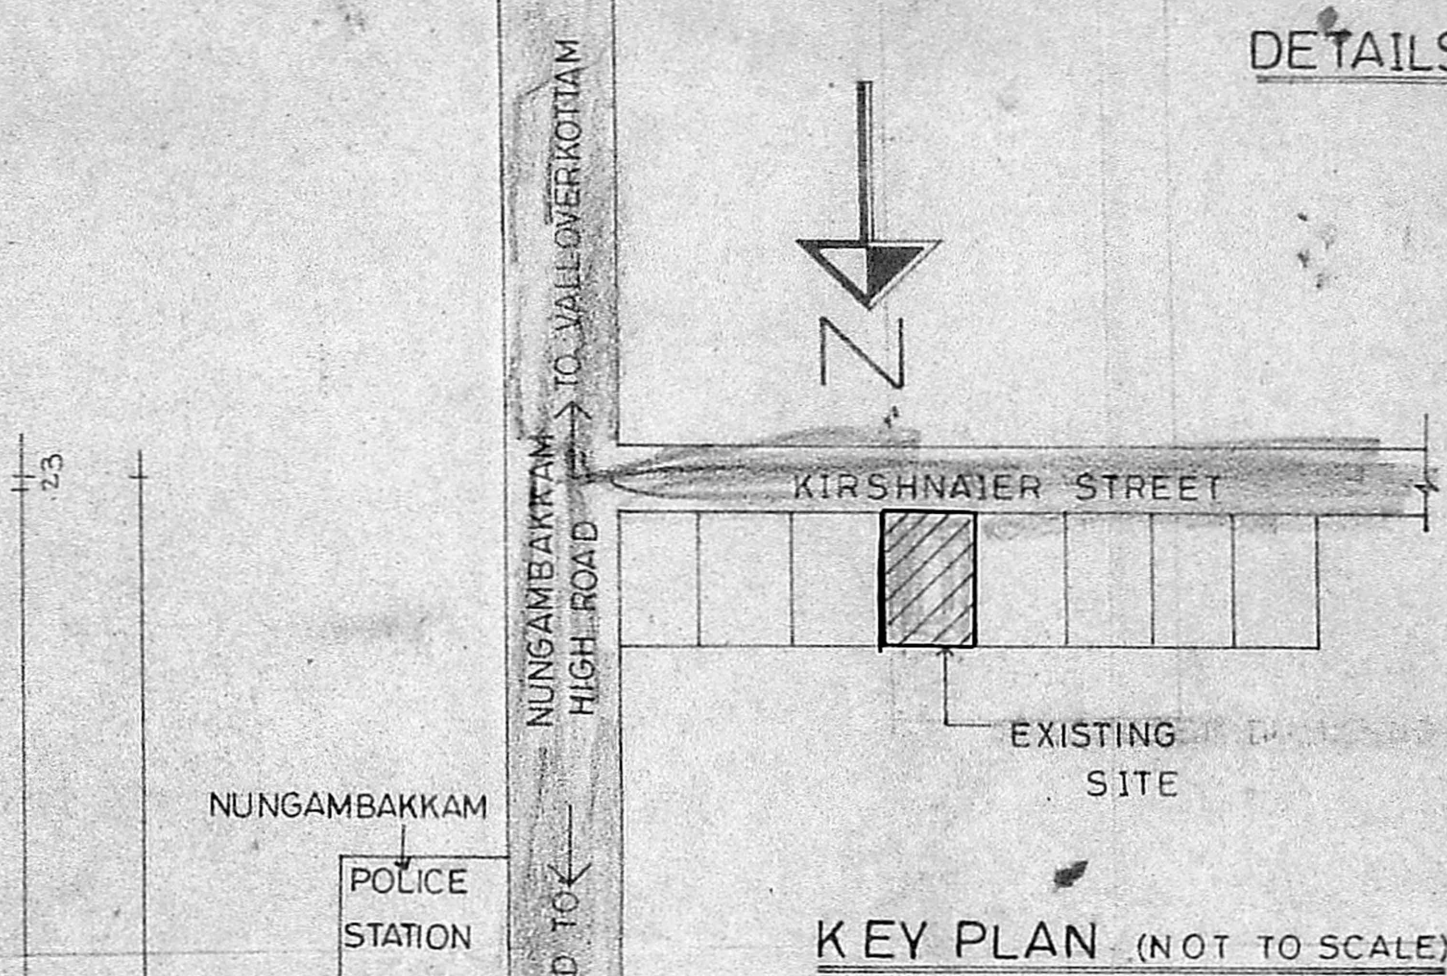 DETAILS
TO VALLOVERKOTTAM
N
23
KIRSHNAIER STREET
NUNGAMBAKKAM
HIGH ROAD
EXISTING
SITE
NUNGAMBAKKAM
POLICE
STATION
D TO
KEY PLAN (NOT TO SCALE)